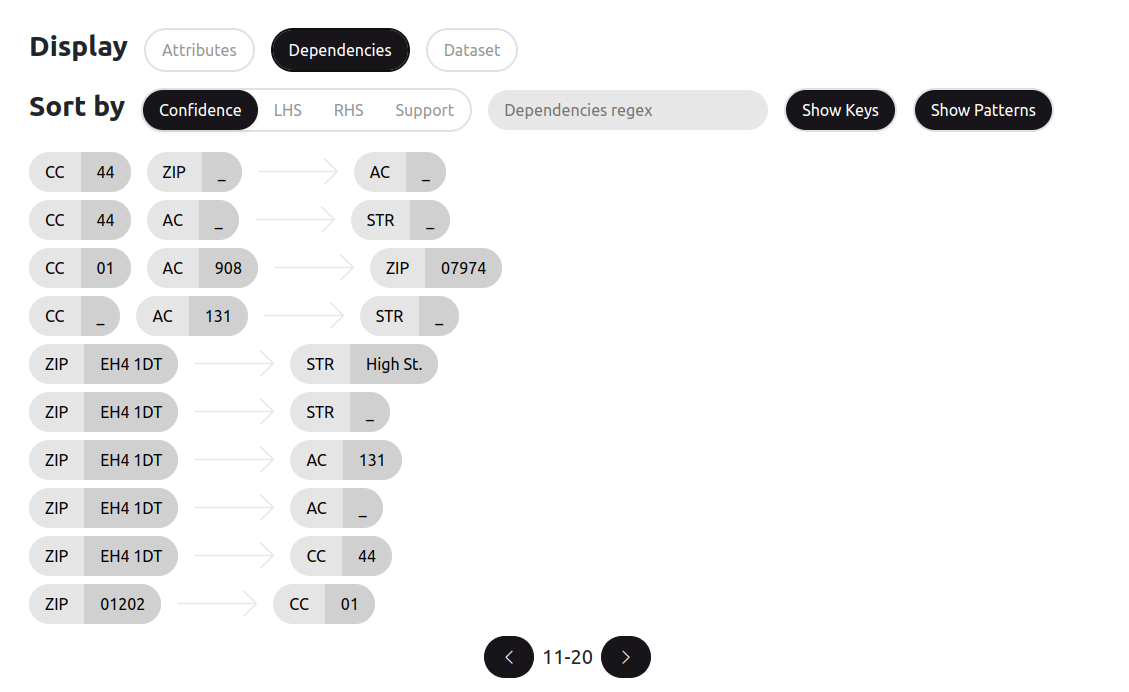 Display Attributes Dependencies Dataset
Sort by Confidence LHS RHS Support Dependencies regex Show Keys Show Patterns
CC 44 ZIP _ AC _
CC 44 AC _ STR _
CC 01 AC 908 ZIP 07974
CC _ AC 131 STR _
ZIP EH4 1DT STR High St.
ZIP EH4 1DT STR _
ZIP EH4 1DT AC 131
ZIP EH4 1DT AC _
ZIP EH4 1DT CC 44
ZIP 01202 CC 01
11-20